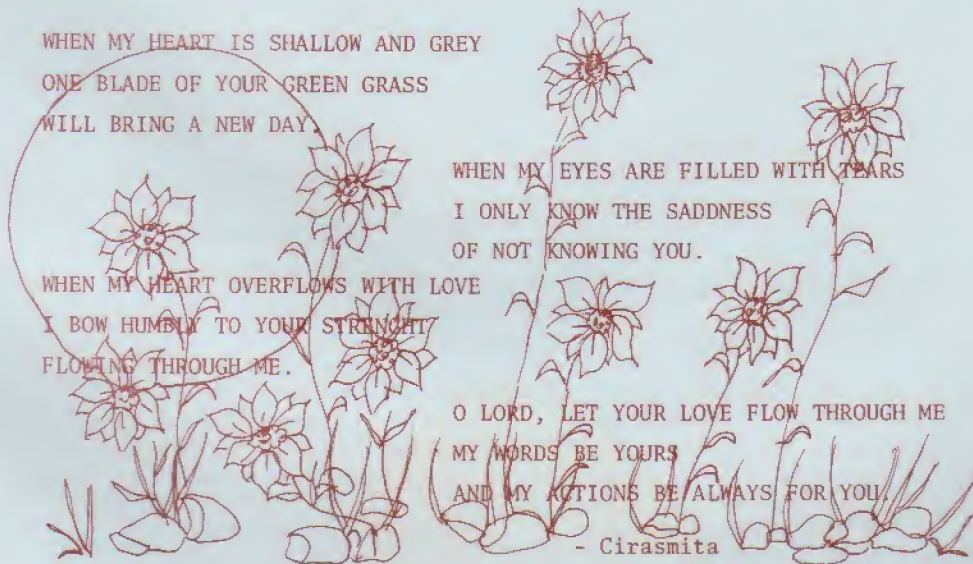 WHEN MY HEART IS SHALLOW AND GREY
ONE BLADE OF YOUR GREEN GRASS
WILL BRING A NEW DAY.
WHEN MY EYES ARE FILLED WITH TEARS
I ONLY KNOW THE SADDNESS
OF NOT KNOWING YOU.
WHEN MY HEART OVERFLOWS WITH LOVE
I BOW HUMBLY TO YOUR STRENGHT
FLOWING THROUGH ME.
O LORD, LET YOUR LOVE FLOW THROUGH ME
MY WORDS BE YOURS
AND MY ACTIONS BE ALWAYS FOR YOU.
- Cirasmita